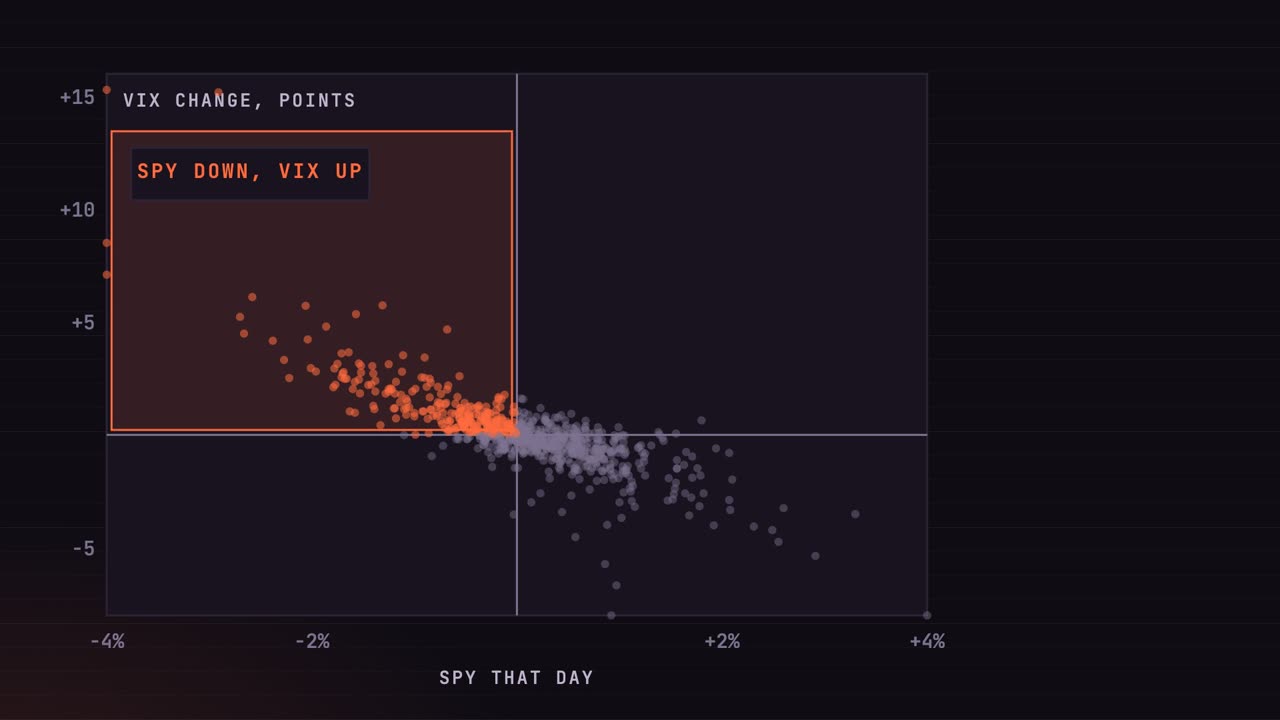 +15
VIX CHANGE, POINTS
SPY DOWN, VIX UP
+10
+5
-5
-4%
-2%
+2%
+4%
SPY THAT DAY